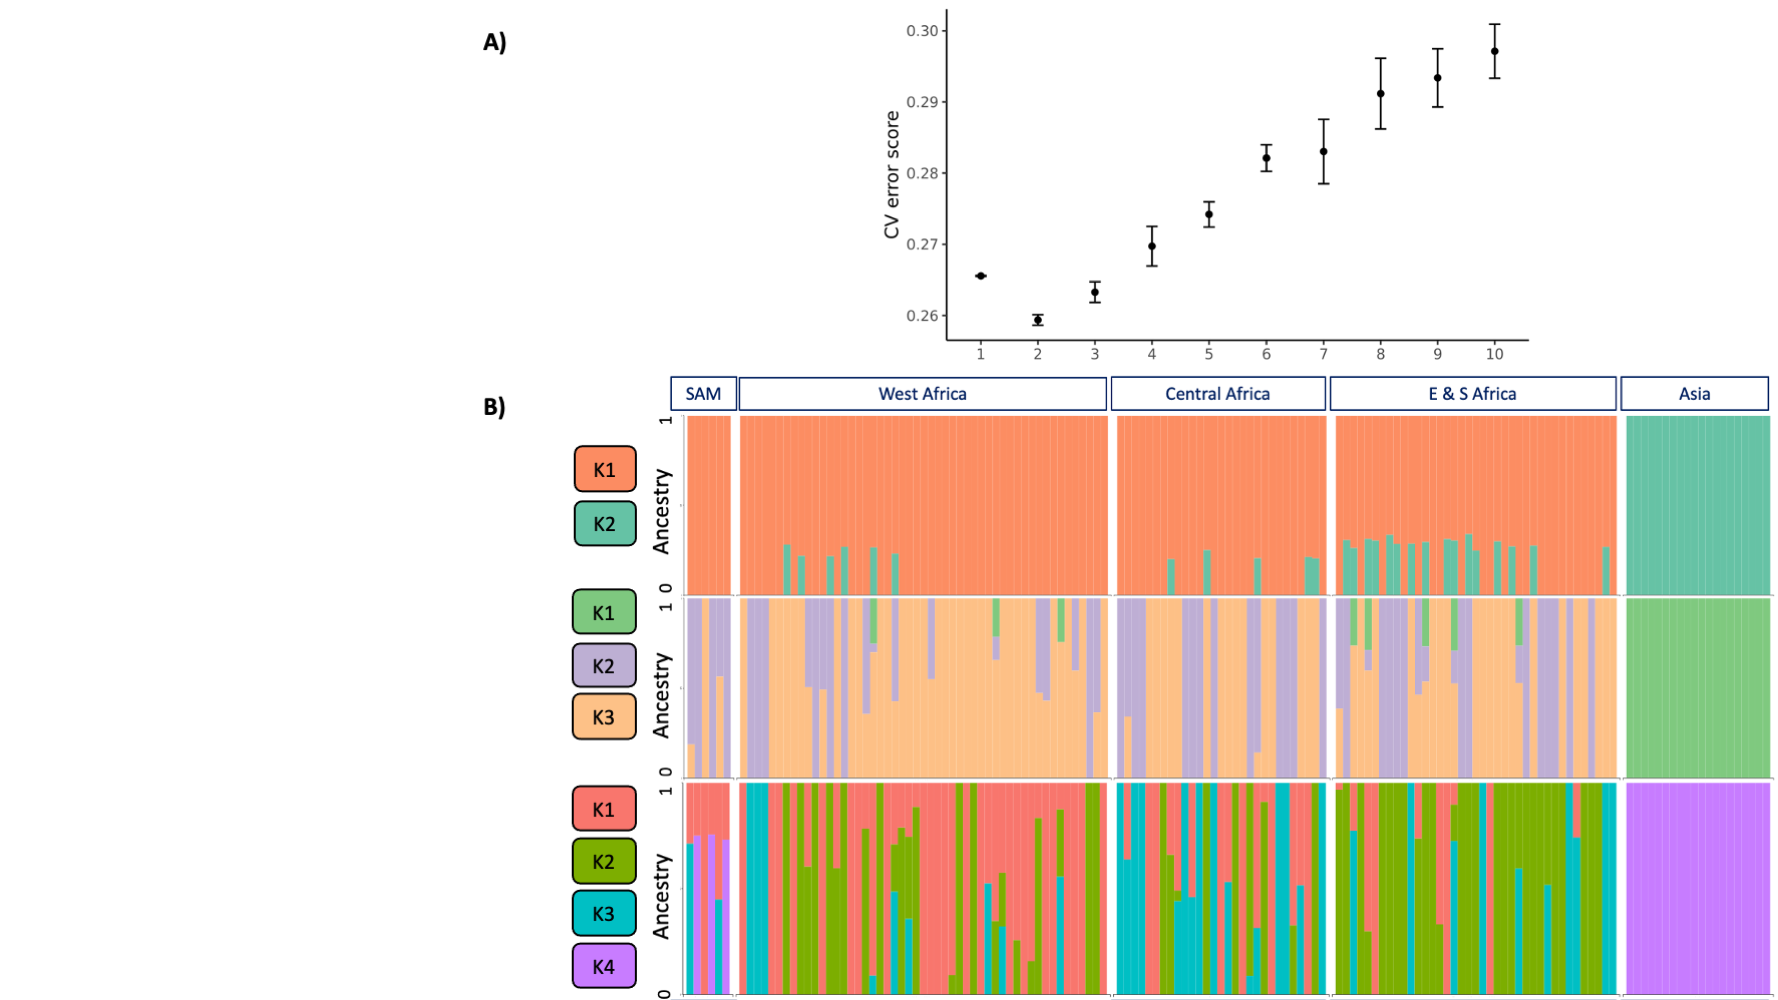 A)
0.30
0.29
0.28
0.27
0.26
CV error score
1 2 3 4 5 6 7 8 9 10
B)
SAM West Africa Central Africa E & S Africa Asia
K1
K2
Ancestry
1
0
K1
K2
K3
Ancestry
1
0
K1
K2
K3
K4
Ancestry
1
0